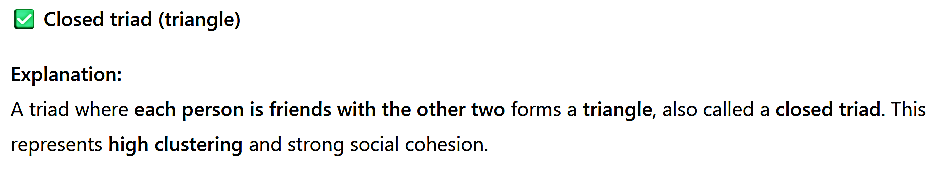 ✅ Closed triad (triangle)
Explanation:
A triad where each person is friends with the other two forms a triangle, also called a closed triad. This
represents high clustering and strong social cohesion.